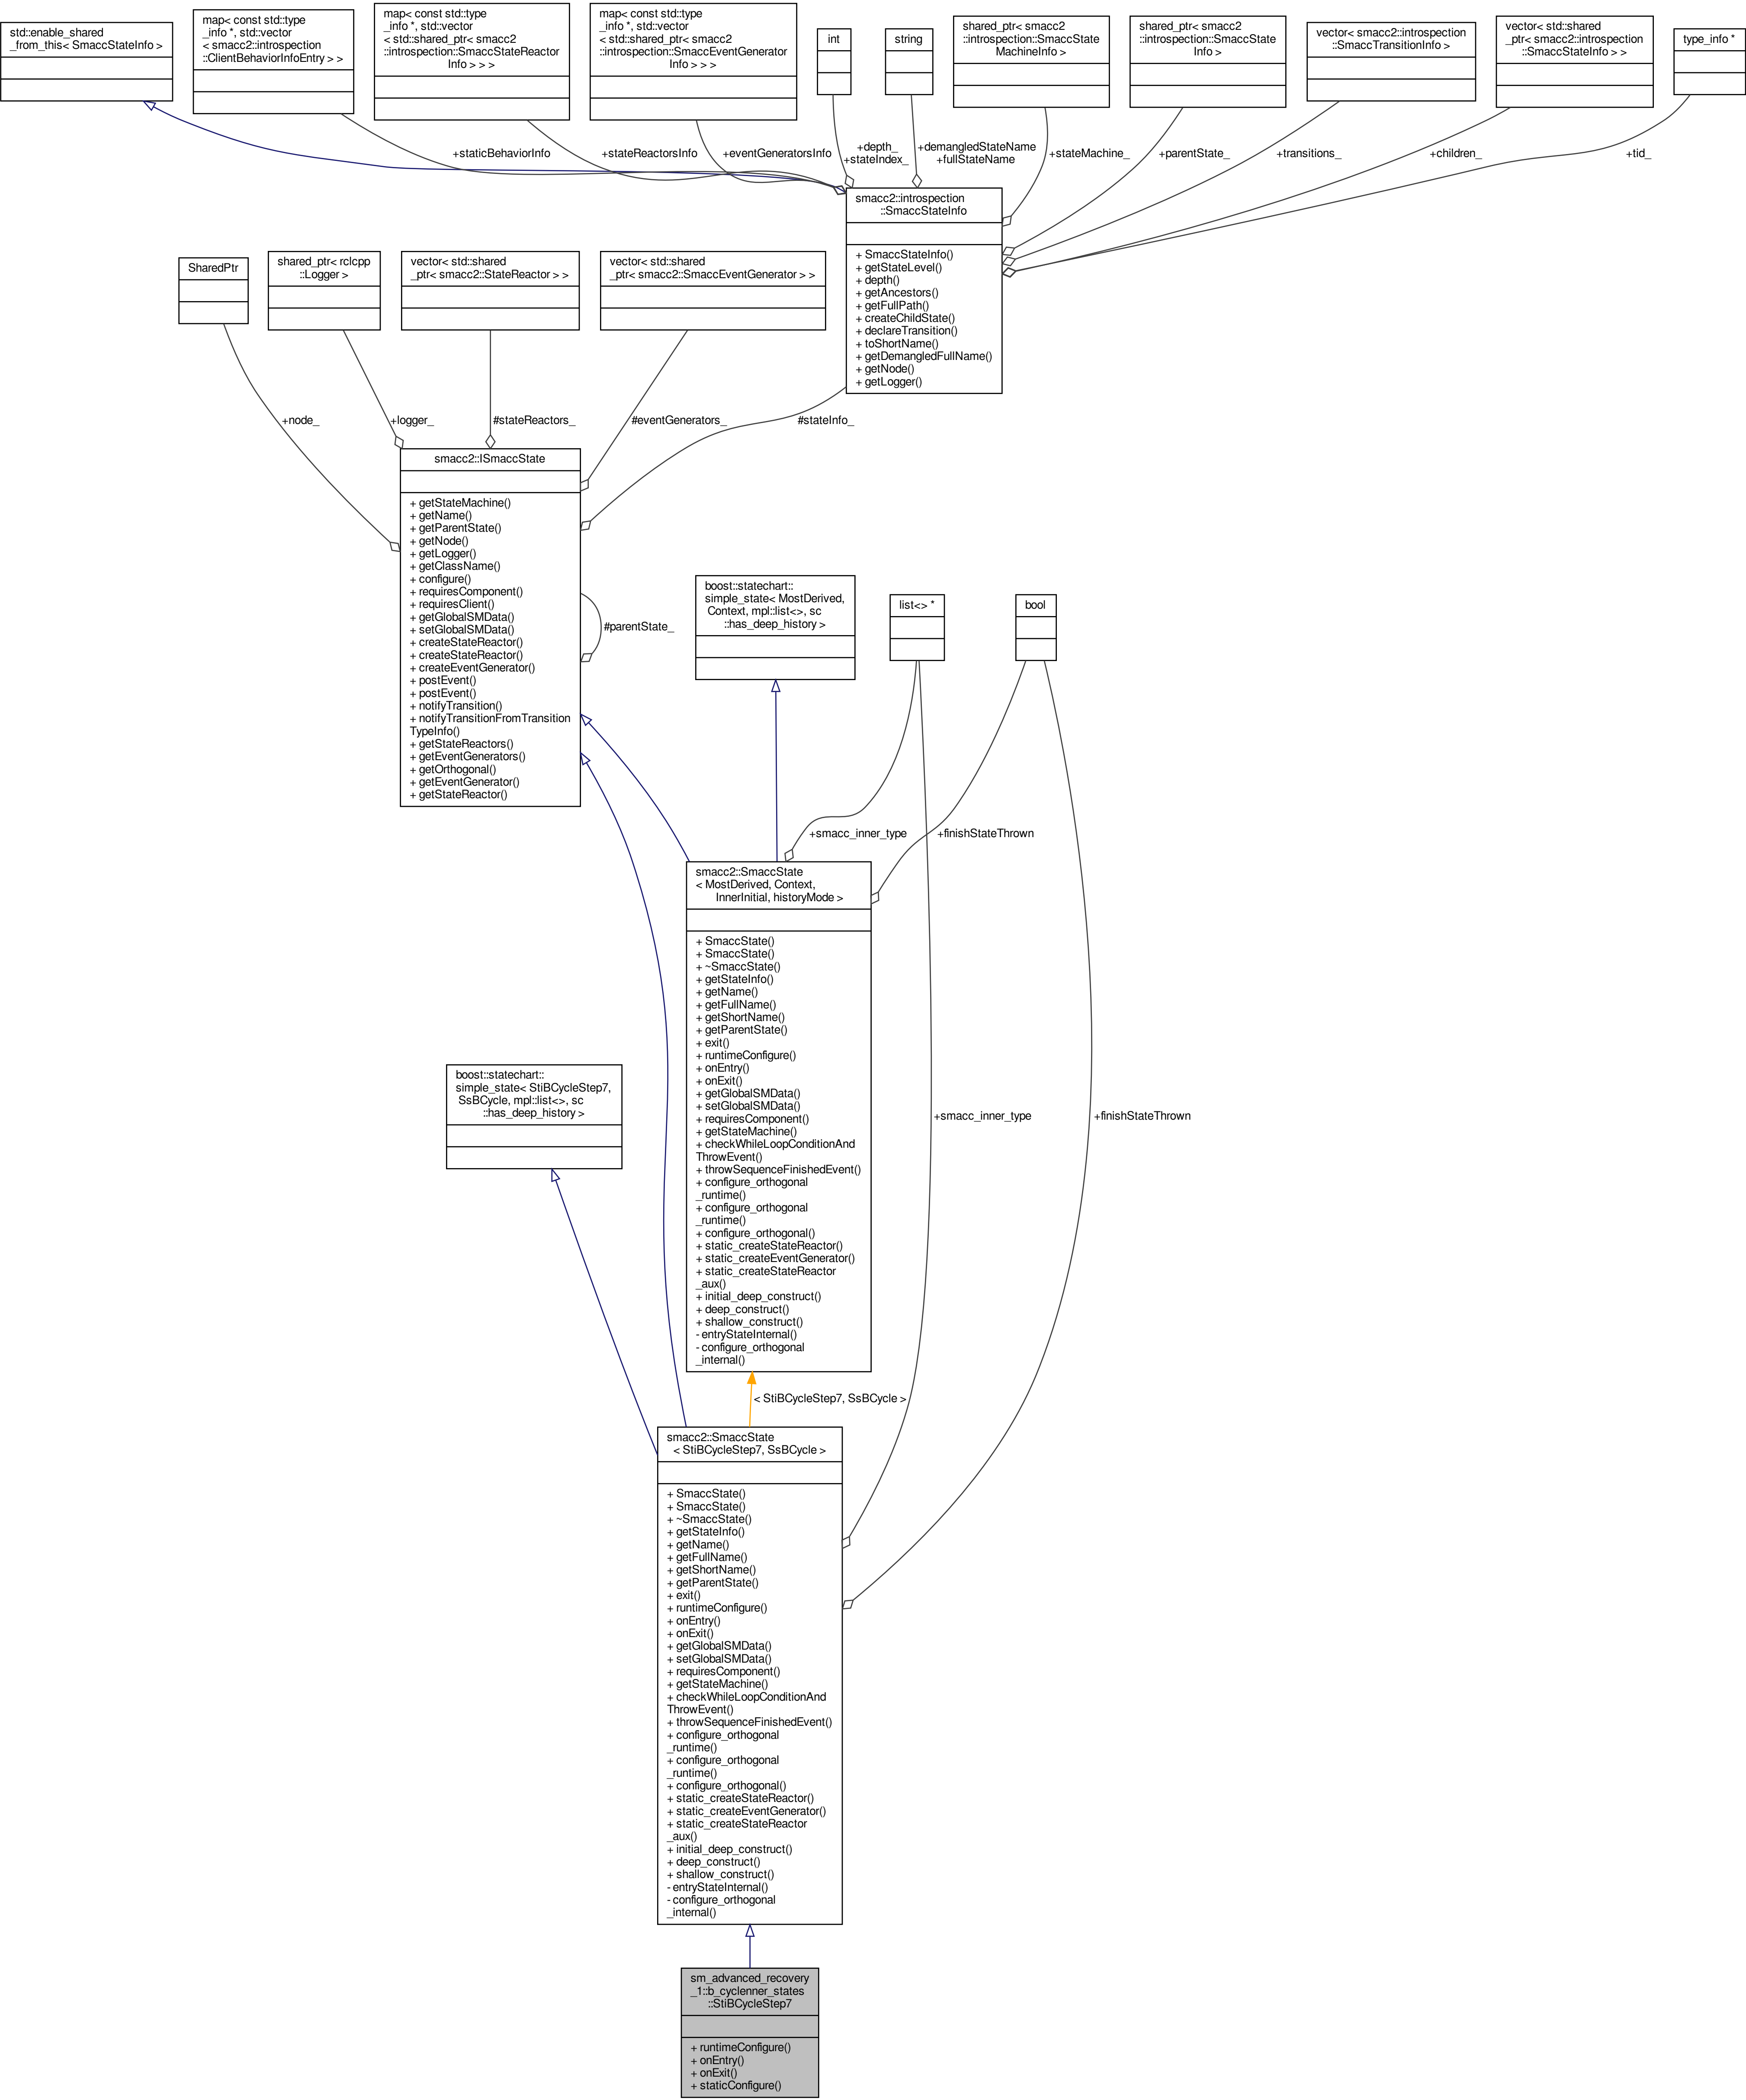 std::enable_shared
_from_this< SmaccStateInfo >
map< const std::type
_info *, std::vector
< smacc2::introspection
::ClientBehaviorInfoEntry > >
map< const std::type
_info *, std::vector
< std::shared_ptr< smacc2
::introspection::SmaccStateReactor
Info > > >
map< const std::type
_info *, std::vector
< std::shared_ptr< smacc2
::introspection::SmaccEventGenerator
Info > > >
int
string
shared_ptr< smacc2
::introspection::SmaccState
MachineInfo >
shared_ptr< smacc2
::introspection::SmaccState
Info >
vector< smacc2::introspection
::SmaccTransitionInfo >
vector< std::shared
_ptr< smacc2::introspection
::SmaccStateInfo > >
type_info *
+staticBehaviorInfo
+stateReactorsInfo
+eventGeneratorsInfo
+depth_
+stateIndex_
+demangledStateName
+fullStateName
+stateMachine_
+parentState_
+transitions_
+children_
+tid_
smacc2::introspection
::SmaccStateInfo
+ SmaccStateInfo()
+ getStateLevel()
+ depth()
+ getAncestors()
+ getFullPath()
+ createChildState()
+ declareTransition()
+ toShortName()
+ getDemangledFullName()
+ getNode()
+ getLogger()
SharedPtr
shared_ptr< rclcpp
::Logger >
vector< std::shared
_ptr< smacc2::StateReactor > >
vector< std::shared
_ptr< smacc2::SmaccEventGenerator > >
+node_
+logger_
#stateReactors_
#eventGenerators_
#stateInfo_
smacc2::ISmaccState
+ getStateMachine()
+ getName()
+ getParentState()
+ getNode()
+ getLogger()
+ getClassName()
+ configure()
+ requiresComponent()
+ requiresClient()
+ getGlobalSMData()
+ setGlobalSMData()
+ createStateReactor()
+ createStateReactor()
+ createEventGenerator()
+ postEvent()
+ postEvent()
+ notifyTransition()
+ notifyTransitionFromTransition
TypeInfo()
+ getStateReactors()
+ getEventGenerators()
+ getOrthogonal()
+ getEventGenerator()
+ getStateReactor()
#parentState_
boost::statechart::
simple_state< MostDerived,
Context, mpl::list<>, sc
::has_deep_history >
list<> *
bool
+smacc_inner_type
+finishStateThrown
smacc2::SmaccState
< MostDerived, Context,
InnerInitial, historyMode >
+ SmaccState()
+ SmaccState()
+ ~SmaccState()
+ getStateInfo()
+ getName()
+ getFullName()
+ getShortName()
+ getParentState()
+ exit()
+ runtimeConfigure()
+ onEntry()
+ onExit()
+ getGlobalSMData()
+ setGlobalSMData()
+ requiresComponent()
+ getStateMachine()
+ checkWhileLoopConditionAnd
ThrowEvent()
+ throwSequenceFinishedEvent()
+ configure_orthogonal
_runtime()
+ configure_orthogonal
_runtime()
+ configure_orthogonal()
+ static_createStateReactor()
+ static_createEventGenerator()
+ static_createStateReactor
_aux()
+ initial_deep_construct()
+ deep_construct()
+ shallow_construct()
- entryStateInternal()
- configure_orthogonal
_internal()
boost::statechart::
simple_state< StiBCycleStep7,
SsBCycle, mpl::list<>, sc
::has_deep_history >
+smacc_inner_type
+finishStateThrown
< StiBCycleStep7, SsBCycle >
smacc2::SmaccState
< StiBCycleStep7, SsBCycle >
+ SmaccState()
+ SmaccState()
+ ~SmaccState()
+ getStateInfo()
+ getName()
+ getFullName()
+ getShortName()
+ getParentState()
+ exit()
+ runtimeConfigure()
+ onEntry()
+ onExit()
+ getGlobalSMData()
+ setGlobalSMData()
+ requiresComponent()
+ getStateMachine()
+ checkWhileLoopConditionAnd
ThrowEvent()
+ throwSequenceFinishedEvent()
+ configure_orthogonal
_runtime()
+ configure_orthogonal
_runtime()
+ configure_orthogonal()
+ static_createStateReactor()
+ static_createEventGenerator()
+ static_createStateReactor
_aux()
+ initial_deep_construct()
+ deep_construct()
+ shallow_construct()
- entryStateInternal()
- configure_orthogonal
_internal()
sm_advanced_recovery
_1::b_cyclenner_states
::StiBCycleStep7
+ runtimeConfigure()
+ onEntry()
+ onExit()
+ staticConfigure()